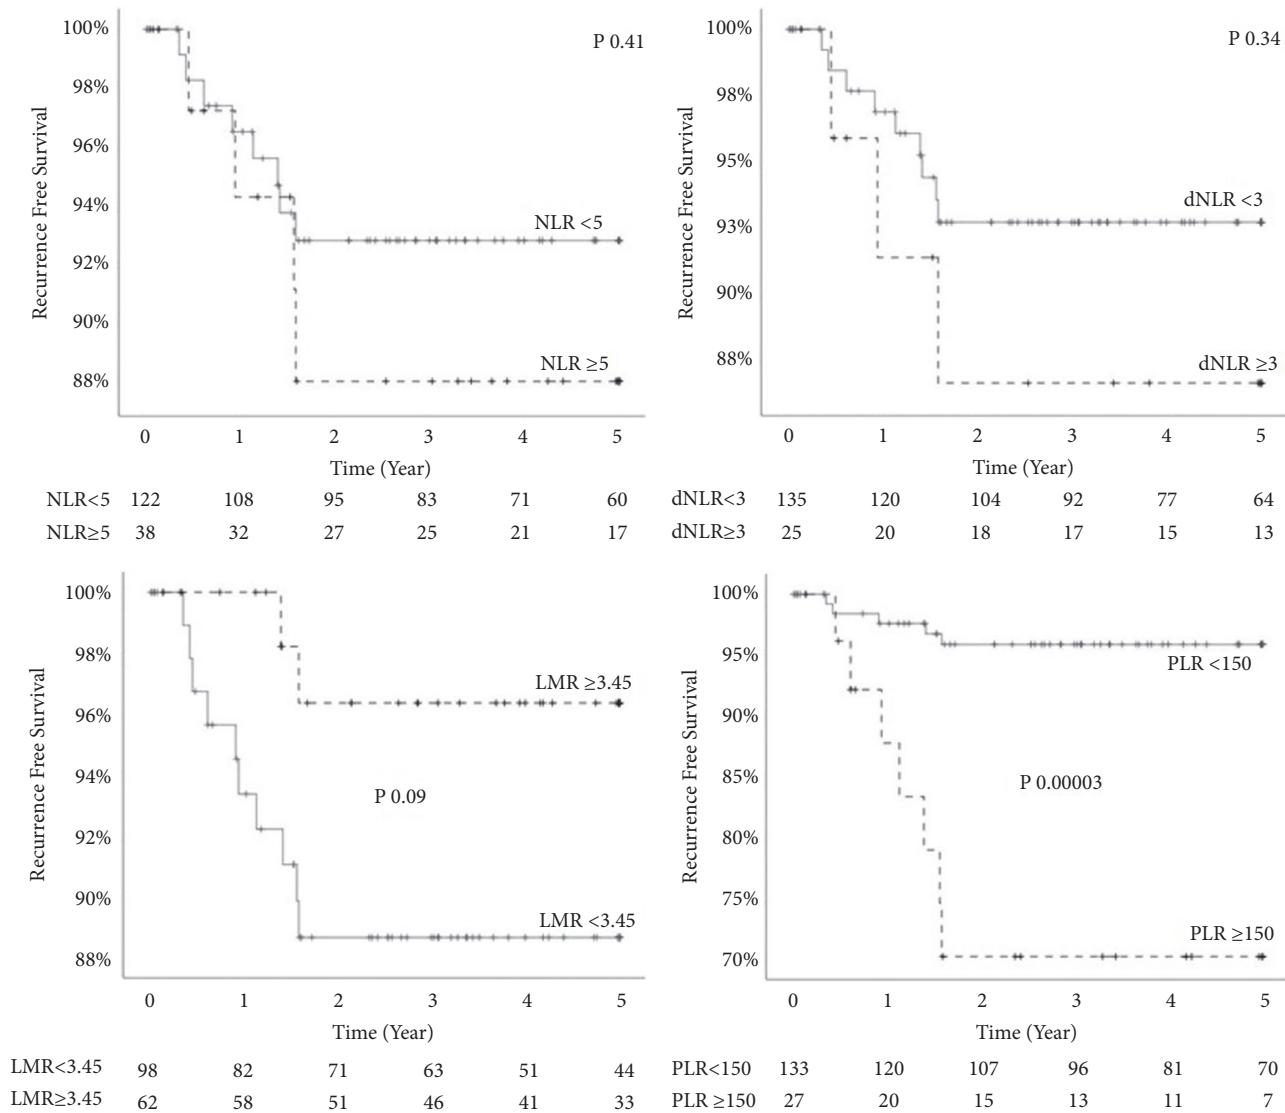 P 0.41
Recurrence Free Survival
100%
98%
96%
94%
92%
90%
88%
NLR <5
NLR ≥5
0 1 2 3 4 5
Time (Year)
NLR<5 122 108 95 83 71 60
NLR≥5 38 32 27 25 21 17
P 0.34
Recurrence Free Survival
100%
98%
95%
93%
90%
88%
dNLR <3
dNLR ≥3
0 1 2 3 4 5
Time (Year)
dNLR<3 135 120 104 92 77 64
dNLR≥3 25 20 18 17 15 13
Recurrence Free Survival
100%
98%
96%
94%
92%
90%
88%
LMR ≥3.45
P 0.09
LMR <3.45
0 1 2 3 4 5
Time (Year)
LMR<3.45 98 82 71 63 51 44
LMR≥3.45 62 58 51 46 41 33
Recurrence Free Survival
100%
95%
90%
85%
80%
75%
70%
PLR <150
P 0.00003
PLR ≥150
0 1 2 3 4 5
Time (Year)
PLR<150 133 120 107 96 81 70
PLR ≥150 27 20 15 13 11 7